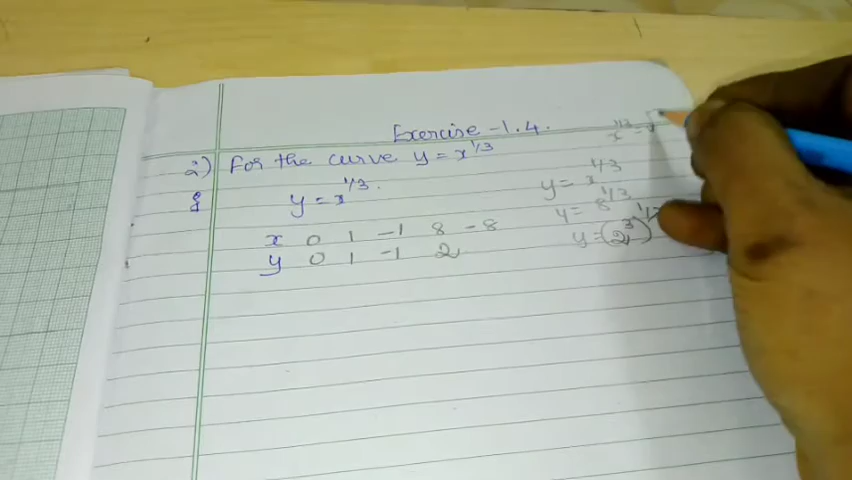 Exercise - 1.4.
x^1/3 = √
2) For the curve y = x^1/3
y = x^1/3.
y = x^1/3
y = 8^1/3
x 0 1 -1 8 -8
y = (2^3)
y 0 1 -1 2